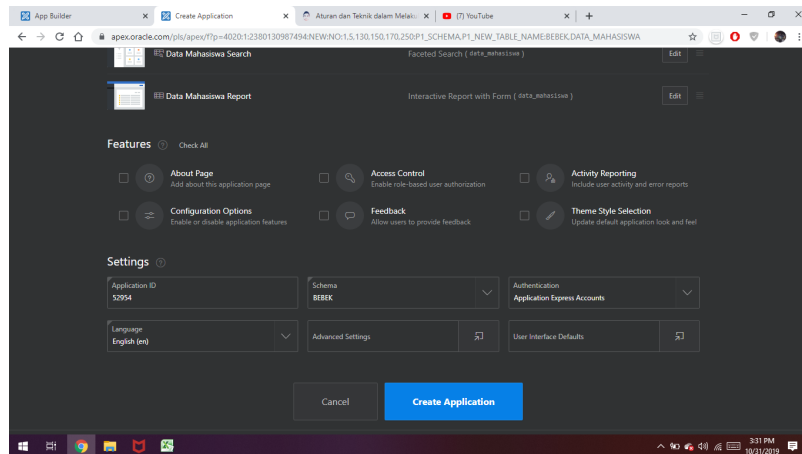 App Builder
Create Application
Aturan dan Teknik dalam Melaku
(7) YouTube
apex.oracle.com/pls/apex/f?p=4020:1:2380130987494:NEW:NO:1,S,130,150,170,250:P1_SCHEMA,P1_NEW_TABLE_NAME:BEBEK,DATA_MAHASISWA
Data Mahasiswa Search
Faceted Search ( data_mahasiswa )
Edit
Data Mahasiswa Report
Interactive Report with Form ( data_mahasiswa )
Edit
Features
Check All
About Page
Add about this application page
Access Control
Enable role-based user authorization
Activity Reporting
Include user activity and error reports
Configuration Options
Enable or disable application features
Feedback
Allow users to provide feedback
Theme Style Selection
Update default application look and feel
Settings
Application ID
52954
Schema
BEBEK
Authentication
Application Express Accounts
Language
English (en)
Advanced Settings
User Interface Defaults
Cancel
Create Application
3:31 PM
10/31/2019